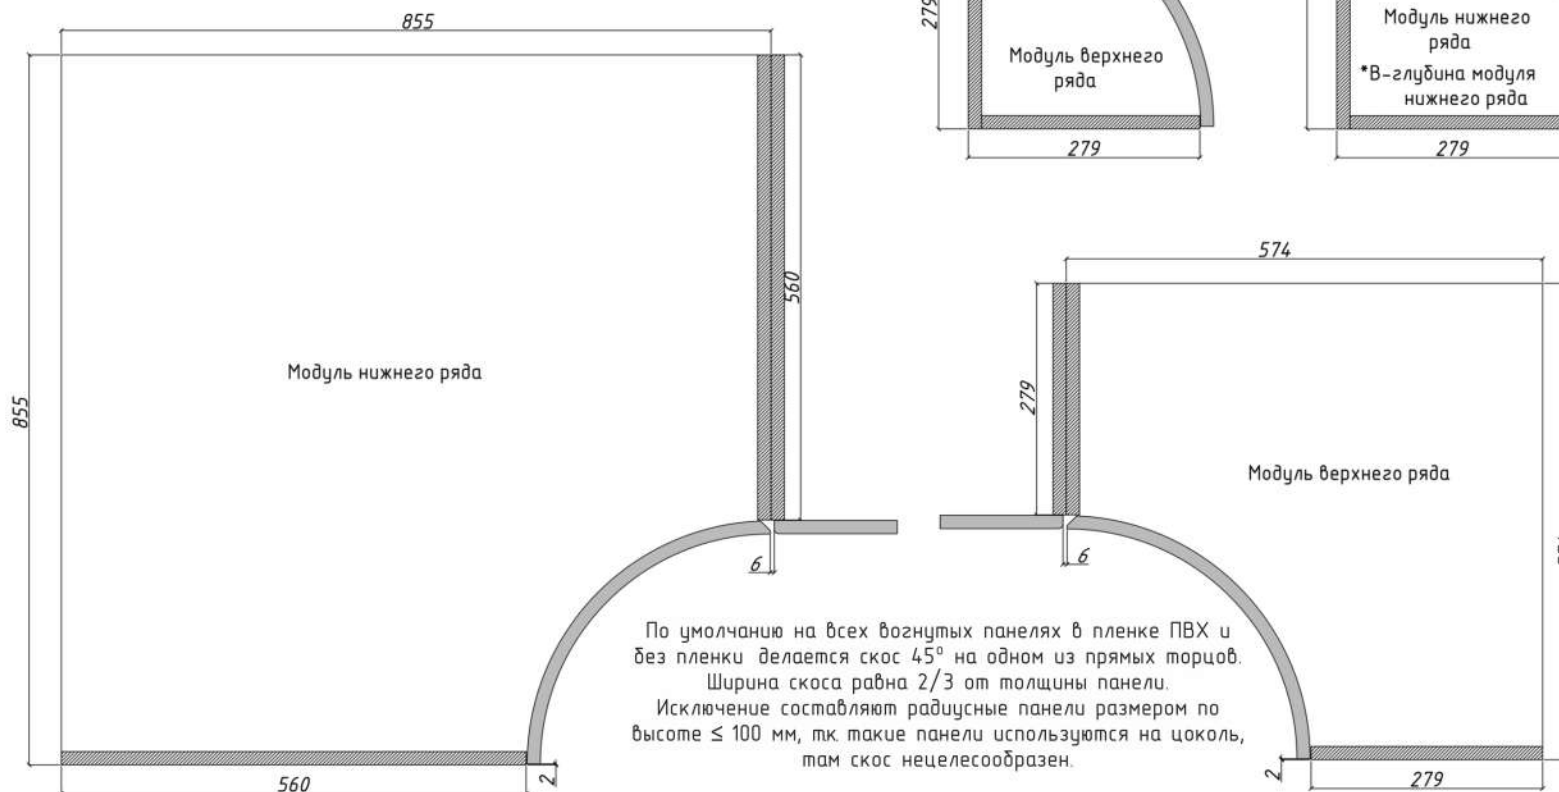 855
855
560
Модуль нижнего ряда
6
560
2
279
Модуль верхнего
ряда
279
Модуль нижнего
ряда
*В-глубина модуля
нижнего ряда
279
574
279
Модуль верхнего ряда
6
2
279
По умолчанию на всех вогнутых панелях в пленке ПВХ и
без пленки делается скос 45° на одном из прямых торцов.
Ширина скоса равна 2/3 от толщины панели.
Исключение составляют радиусные панели размером по
высоте ≤ 100 мм, т.к. такие панели используются на цоколь,
там скос нецелесообразен.